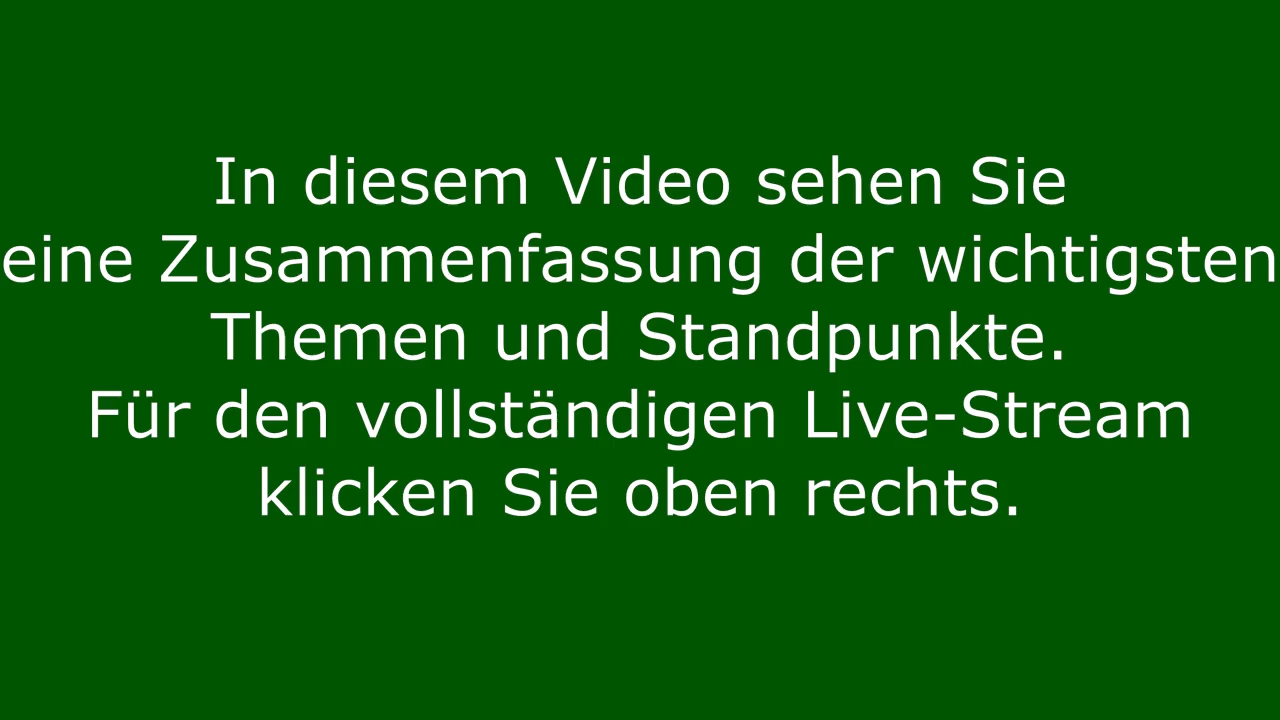 In diesem Video sehen Sie
eine Zusammenfassung der wichtigsten
Themen und Standpunkte.
Für den vollständigen Live-Stream
klicken Sie oben rechts.